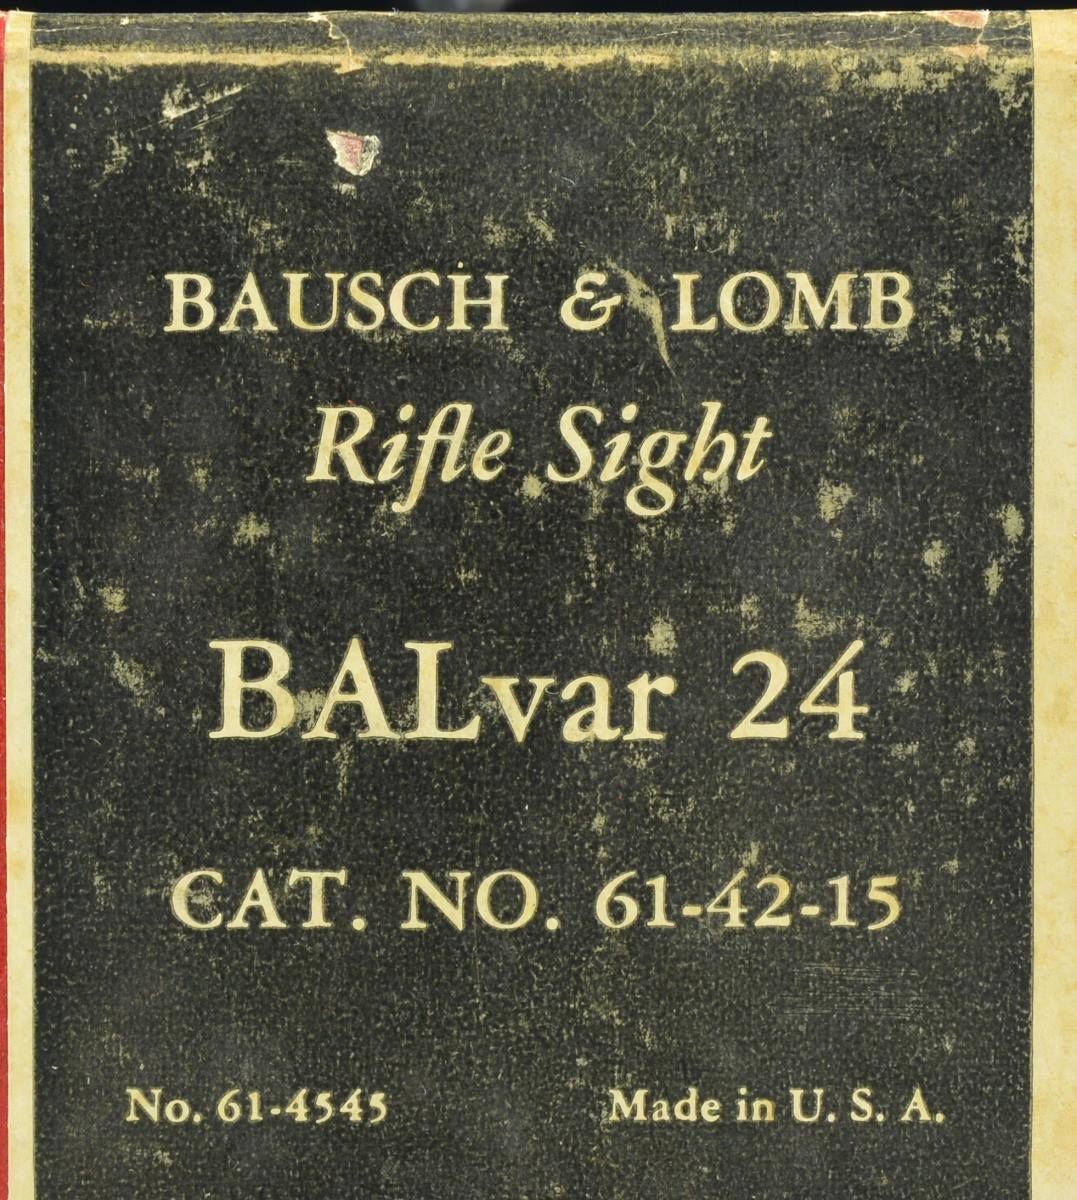 BAUSCH & LOMB
Rifle Sight
BALvar 24
CAT. NO. 61-42-15
No. 61-4545 Made in U. S. A.